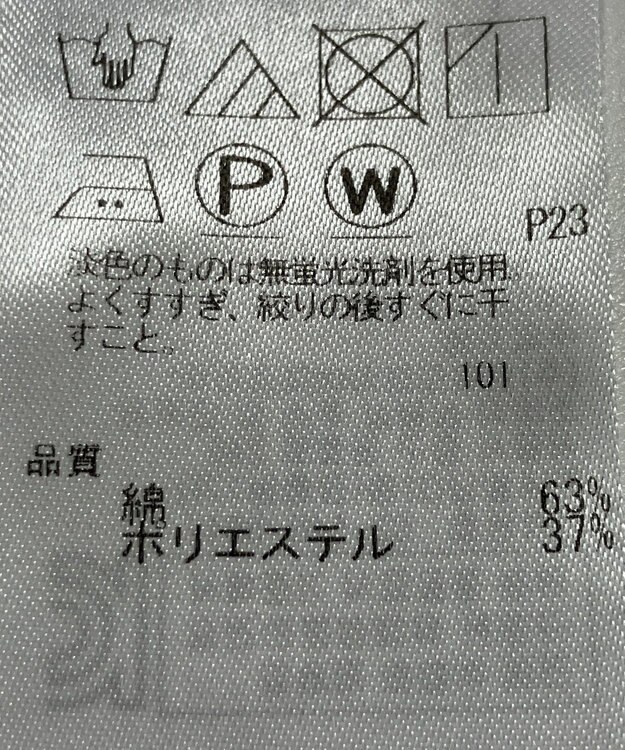 P W
P23
淡色のものは無蛍光洗剤を使用
よくすすぎ、絞りの後すぐに干
すこと。
101
品質
綿 63%
ポリエステル 37%